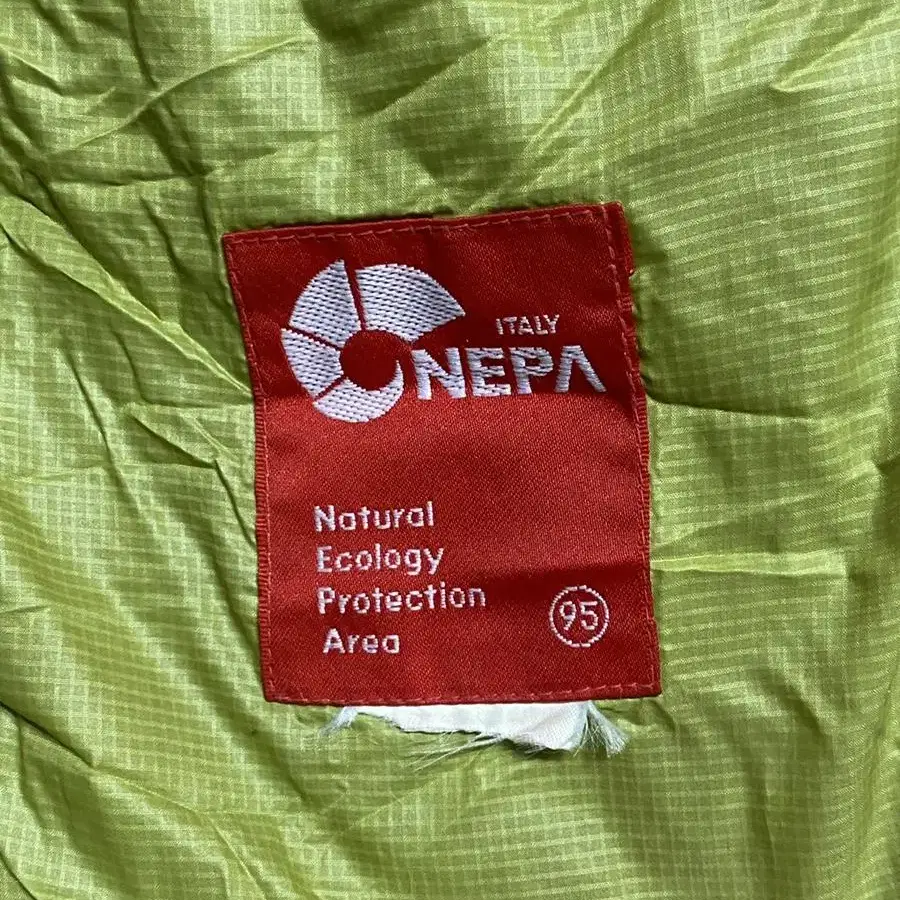 ITALY
NEPA
Natural
Ecology
Protection
Area
95